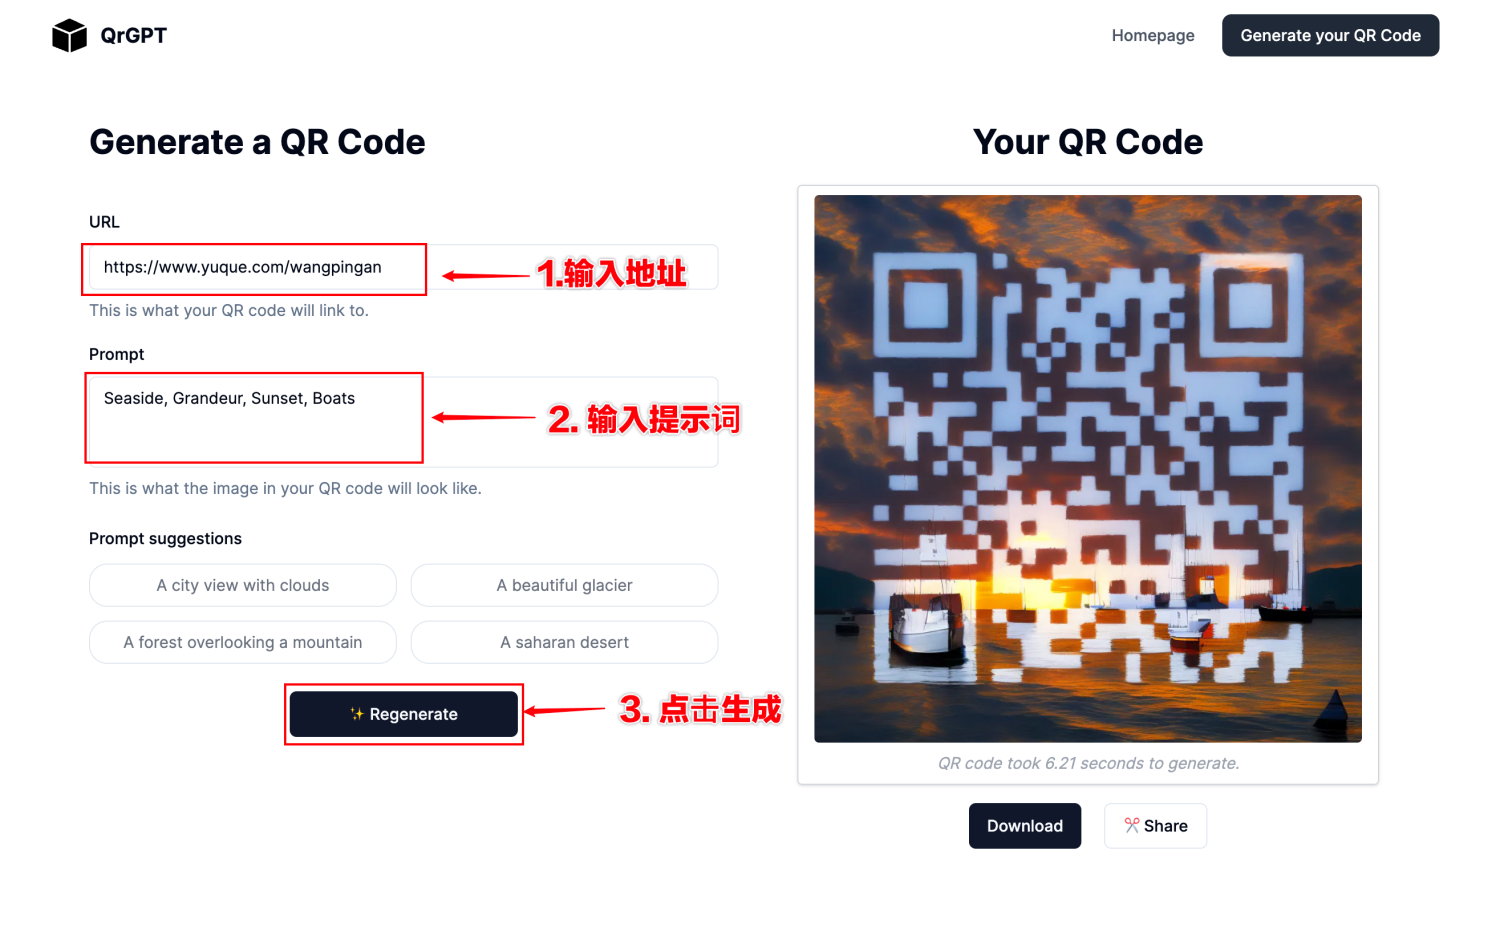 QrGPT
Homepage
Generate your QR Code
Generate a QR Code
URL
https://www.yuque.com/wangpingan
1.输入地址
This is what your QR code will link to.
Prompt
Seaside, Grandeur, Sunset, Boats
2. 输入提示词
This is what the image in your QR code will look like.
Prompt suggestions
A city view with clouds
A beautiful glacier
A forest overlooking a mountain
A saharan desert
✨ Regenerate
3. 点击生成
Your QR Code
QR code took 6.21 seconds to generate.
Download
✂️ Share